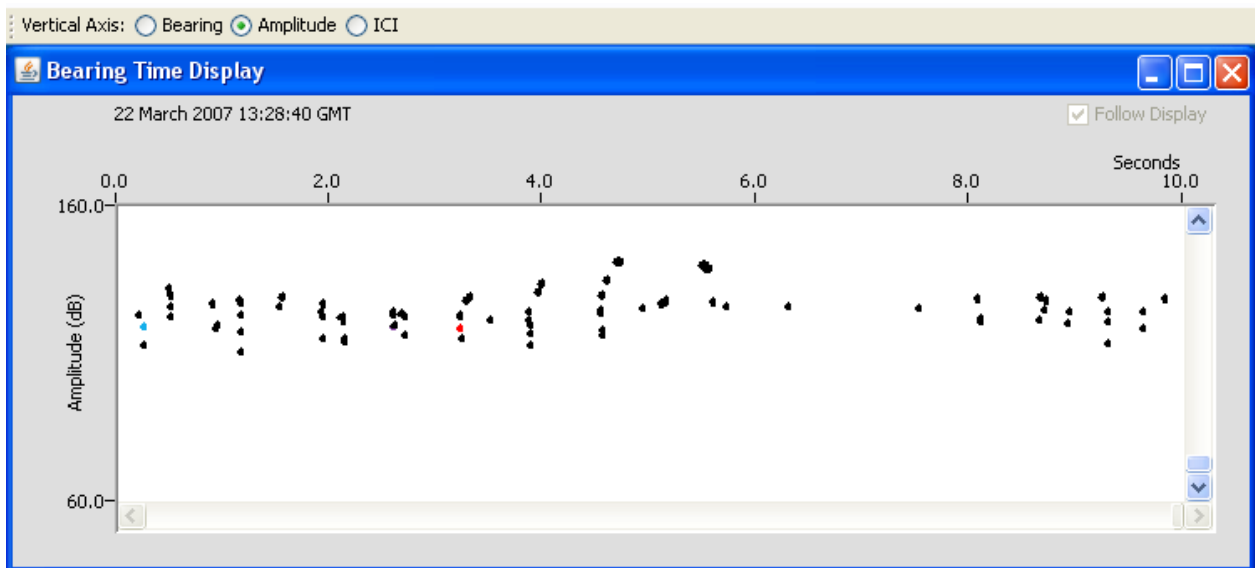 Vertical Axis: Bearing Amplitude ICI
Bearing Time Display
22 March 2007 13:28:40 GMT Follow Display
Seconds
0.0 2.0 4.0 6.0 8.0 10.0
160.0
Amplitude (dB)
60.0